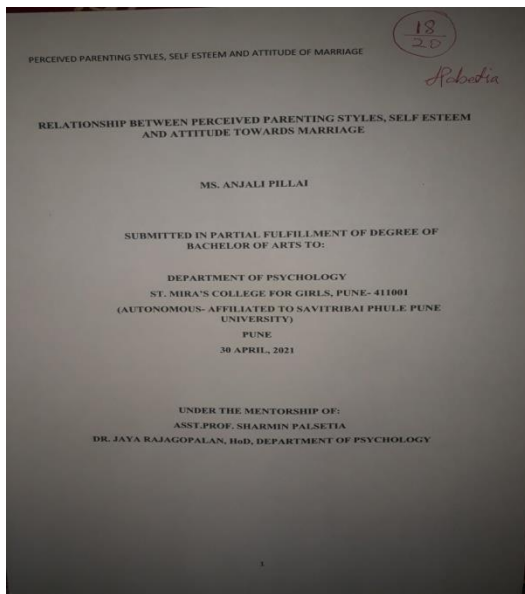 18
20
PERCEIVED PARENTING STYLES, SELF ESTEEM AND ATTITUDE OF MARRIAGE
RELATIONSHIP BETWEEN PERCEIVED PARENTING STYLES, SELF ESTEEM
AND ATTITUDE TOWARDS MARRIAGE
MS. ANJALI PILLAI
SUBMITTED IN PARTIAL FULFILLMENT OF DEGREE OF
BACHELOR OF ARTS TO:
DEPARTMENT OF PSYCHOLOGY
ST. MIRA'S COLLEGE FOR GIRLS, PUNE- 411001
(AUTONOMOUS- AFFILIATED TO SAVITRIBAI PHULE PUNE
UNIVERSITY)
PUNE
30 APRIL, 2021
UNDER THE MENTORSHIP OF:
ASST.PROF. SHARMIN PALSETIA
DR. JAYA RAJAGOPALAN, HoD, DEPARTMENT OF PSYCHOLOGY
1